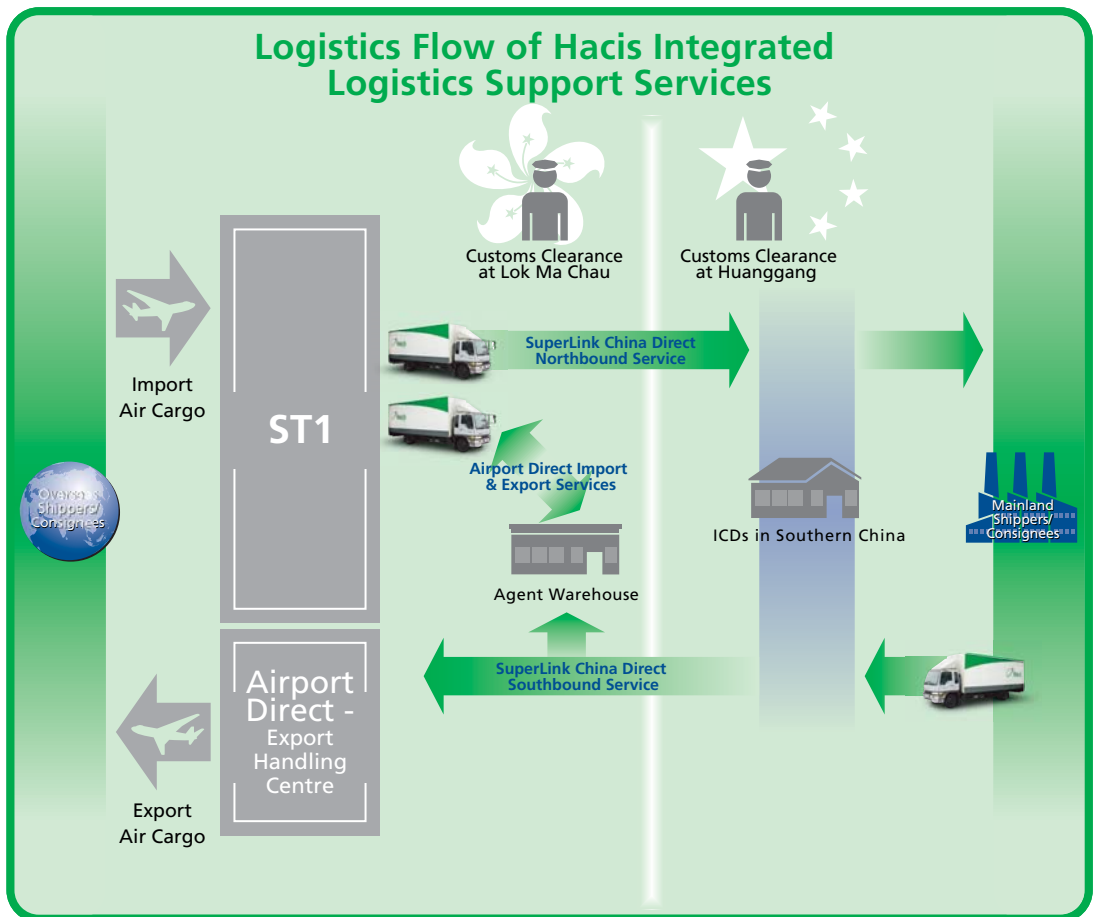 Logistics Flow of Hacis Integrated
Logistics Support Services
Customs Clearance
at Lok Ma Chau
Customs Clearance
at Huanggang
SuperLink China Direct
Northbound Service
Import
Air Cargo
ST1
Airport Direct Import
& Export Services
Overseas
Shippers/
Consignees
Mainland
Shippers/
Consignees
ICDs in Southern China
Agent Warehouse
SuperLink China Direct
Southbound Service
Airport
Direct -
Export
Handling
Centre
Export
Air Cargo